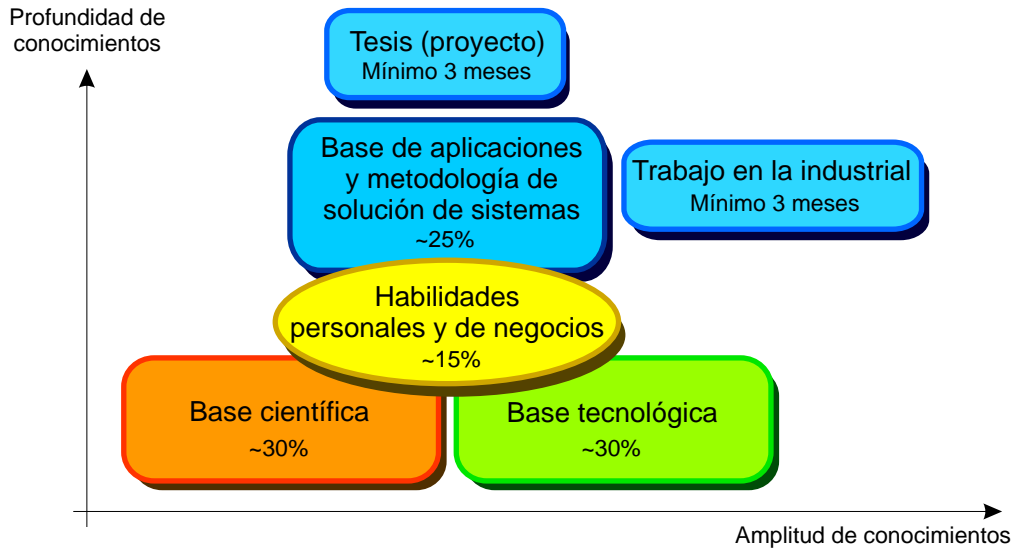 Profundidad de
conocimientos
Tesis (proyecto)
Mínimo 3 meses
Base de aplicaciones
y metodología de
solución de sistemas
~25%
Trabajo en la industrial
Mínimo 3 meses
Habilidades
personales y de negocios
~15%
Base científica
~30%
Base tecnológica
~30%
Amplitud de conocimientos